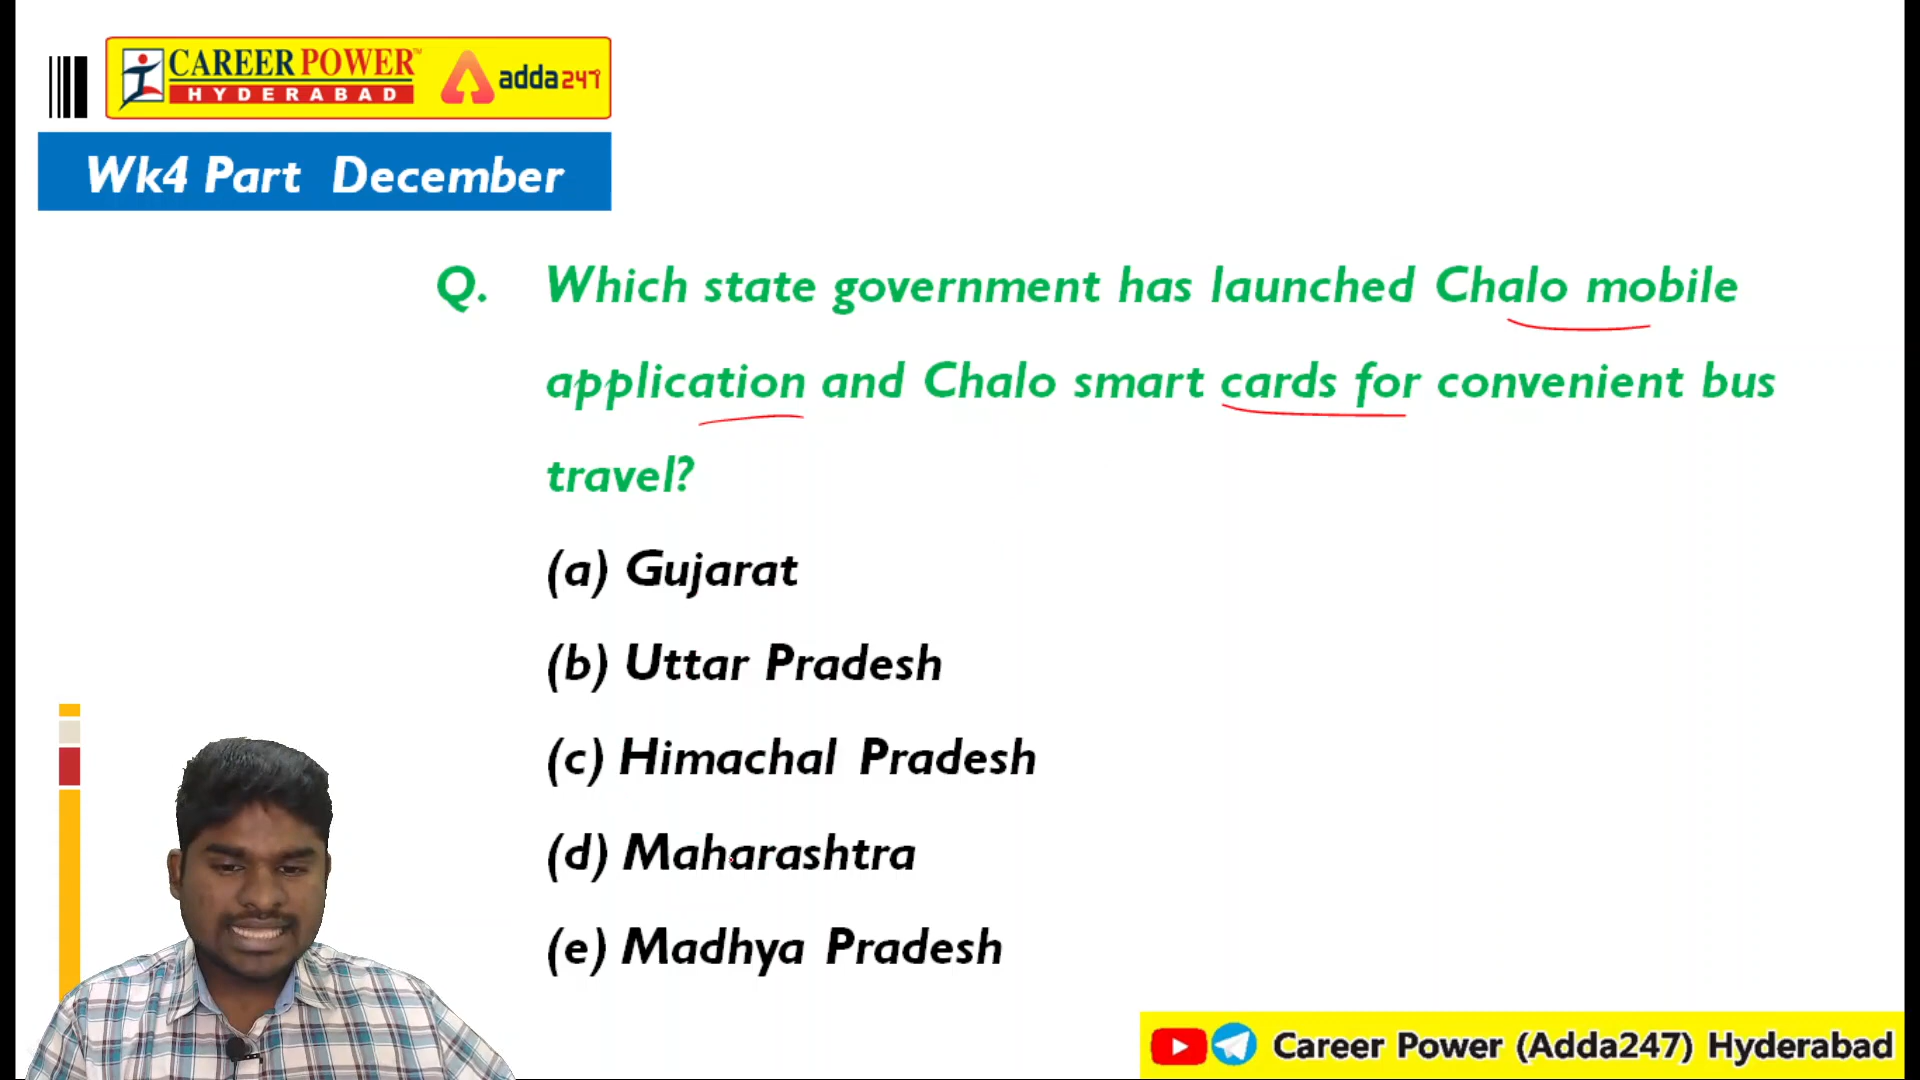 CAREER POWER™
HYDERABAD
adda247
Wk4 Part December
Q. Which state government has launched Chalo mobile
application and Chalo smart cards for convenient bus
travel?
(a) Gujarat
(b) Uttar Pradesh
(c) Himachal Pradesh
(d) Maharashtra
(e) Madhya Pradesh
Career Power (Adda247) Hyderabad